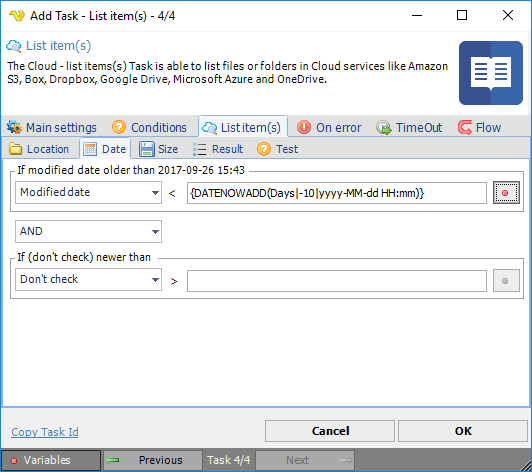 Add Task - List item(s) - 4/4
List item(s)
The Cloud - list items(s) Task is able to list files or folders in Cloud services like Amazon
S3, Box, Dropbox, Google Drive, Microsoft Azure and OneDrive.
Main settings Conditions List item(s) On error TimeOut Flow
Location Date Size Result Test
If modified date older than 2017-09-26 15:43
Modified date < {DATENOWADD(Days|-10|yyyy-MM-dd HH:mm)}
AND
If (don't check) newer than
Don't check >
Copy Task Id Cancel OK
Variables Previous Task 4/4 Next